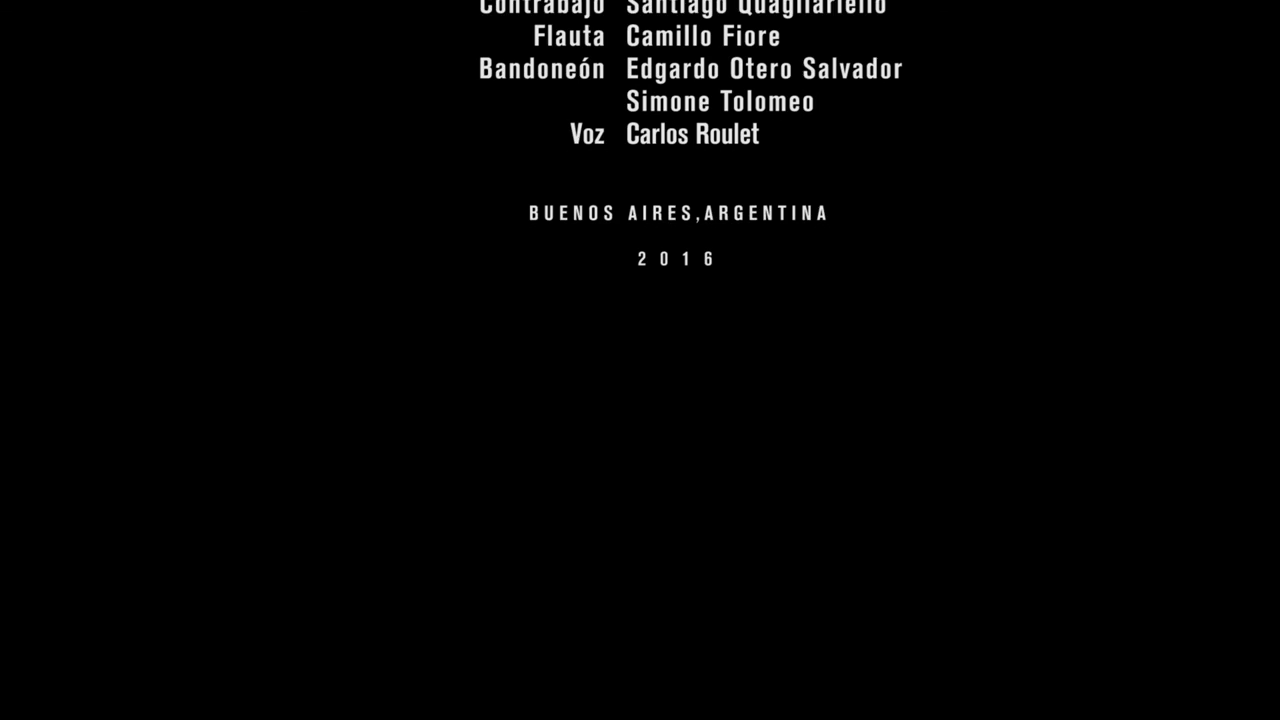 Contrabajo Santiago Quagliariello
Flauta Camillo Fiore
Bandoneón Edgardo Otero Salvador
Simone Tolomeo
Voz Carlos Roulet
BUENOS AIRES,ARGENTINA
2016